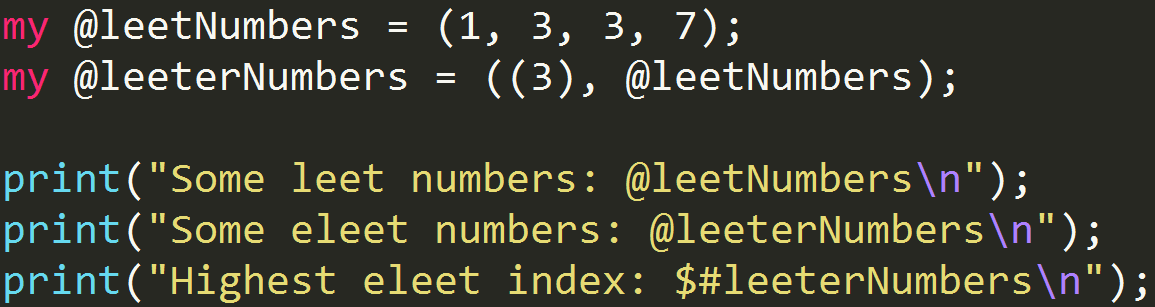 my @leetNumbers = (1, 3, 3, 7);
my @leeterNumbers = ((3), @leetNumbers);
print("Some leet numbers: @leetNumbers\n");
print("Some eleet numbers: @leeterNumbers\n");
print("Highest eleet index: $#leeterNumbers\n");